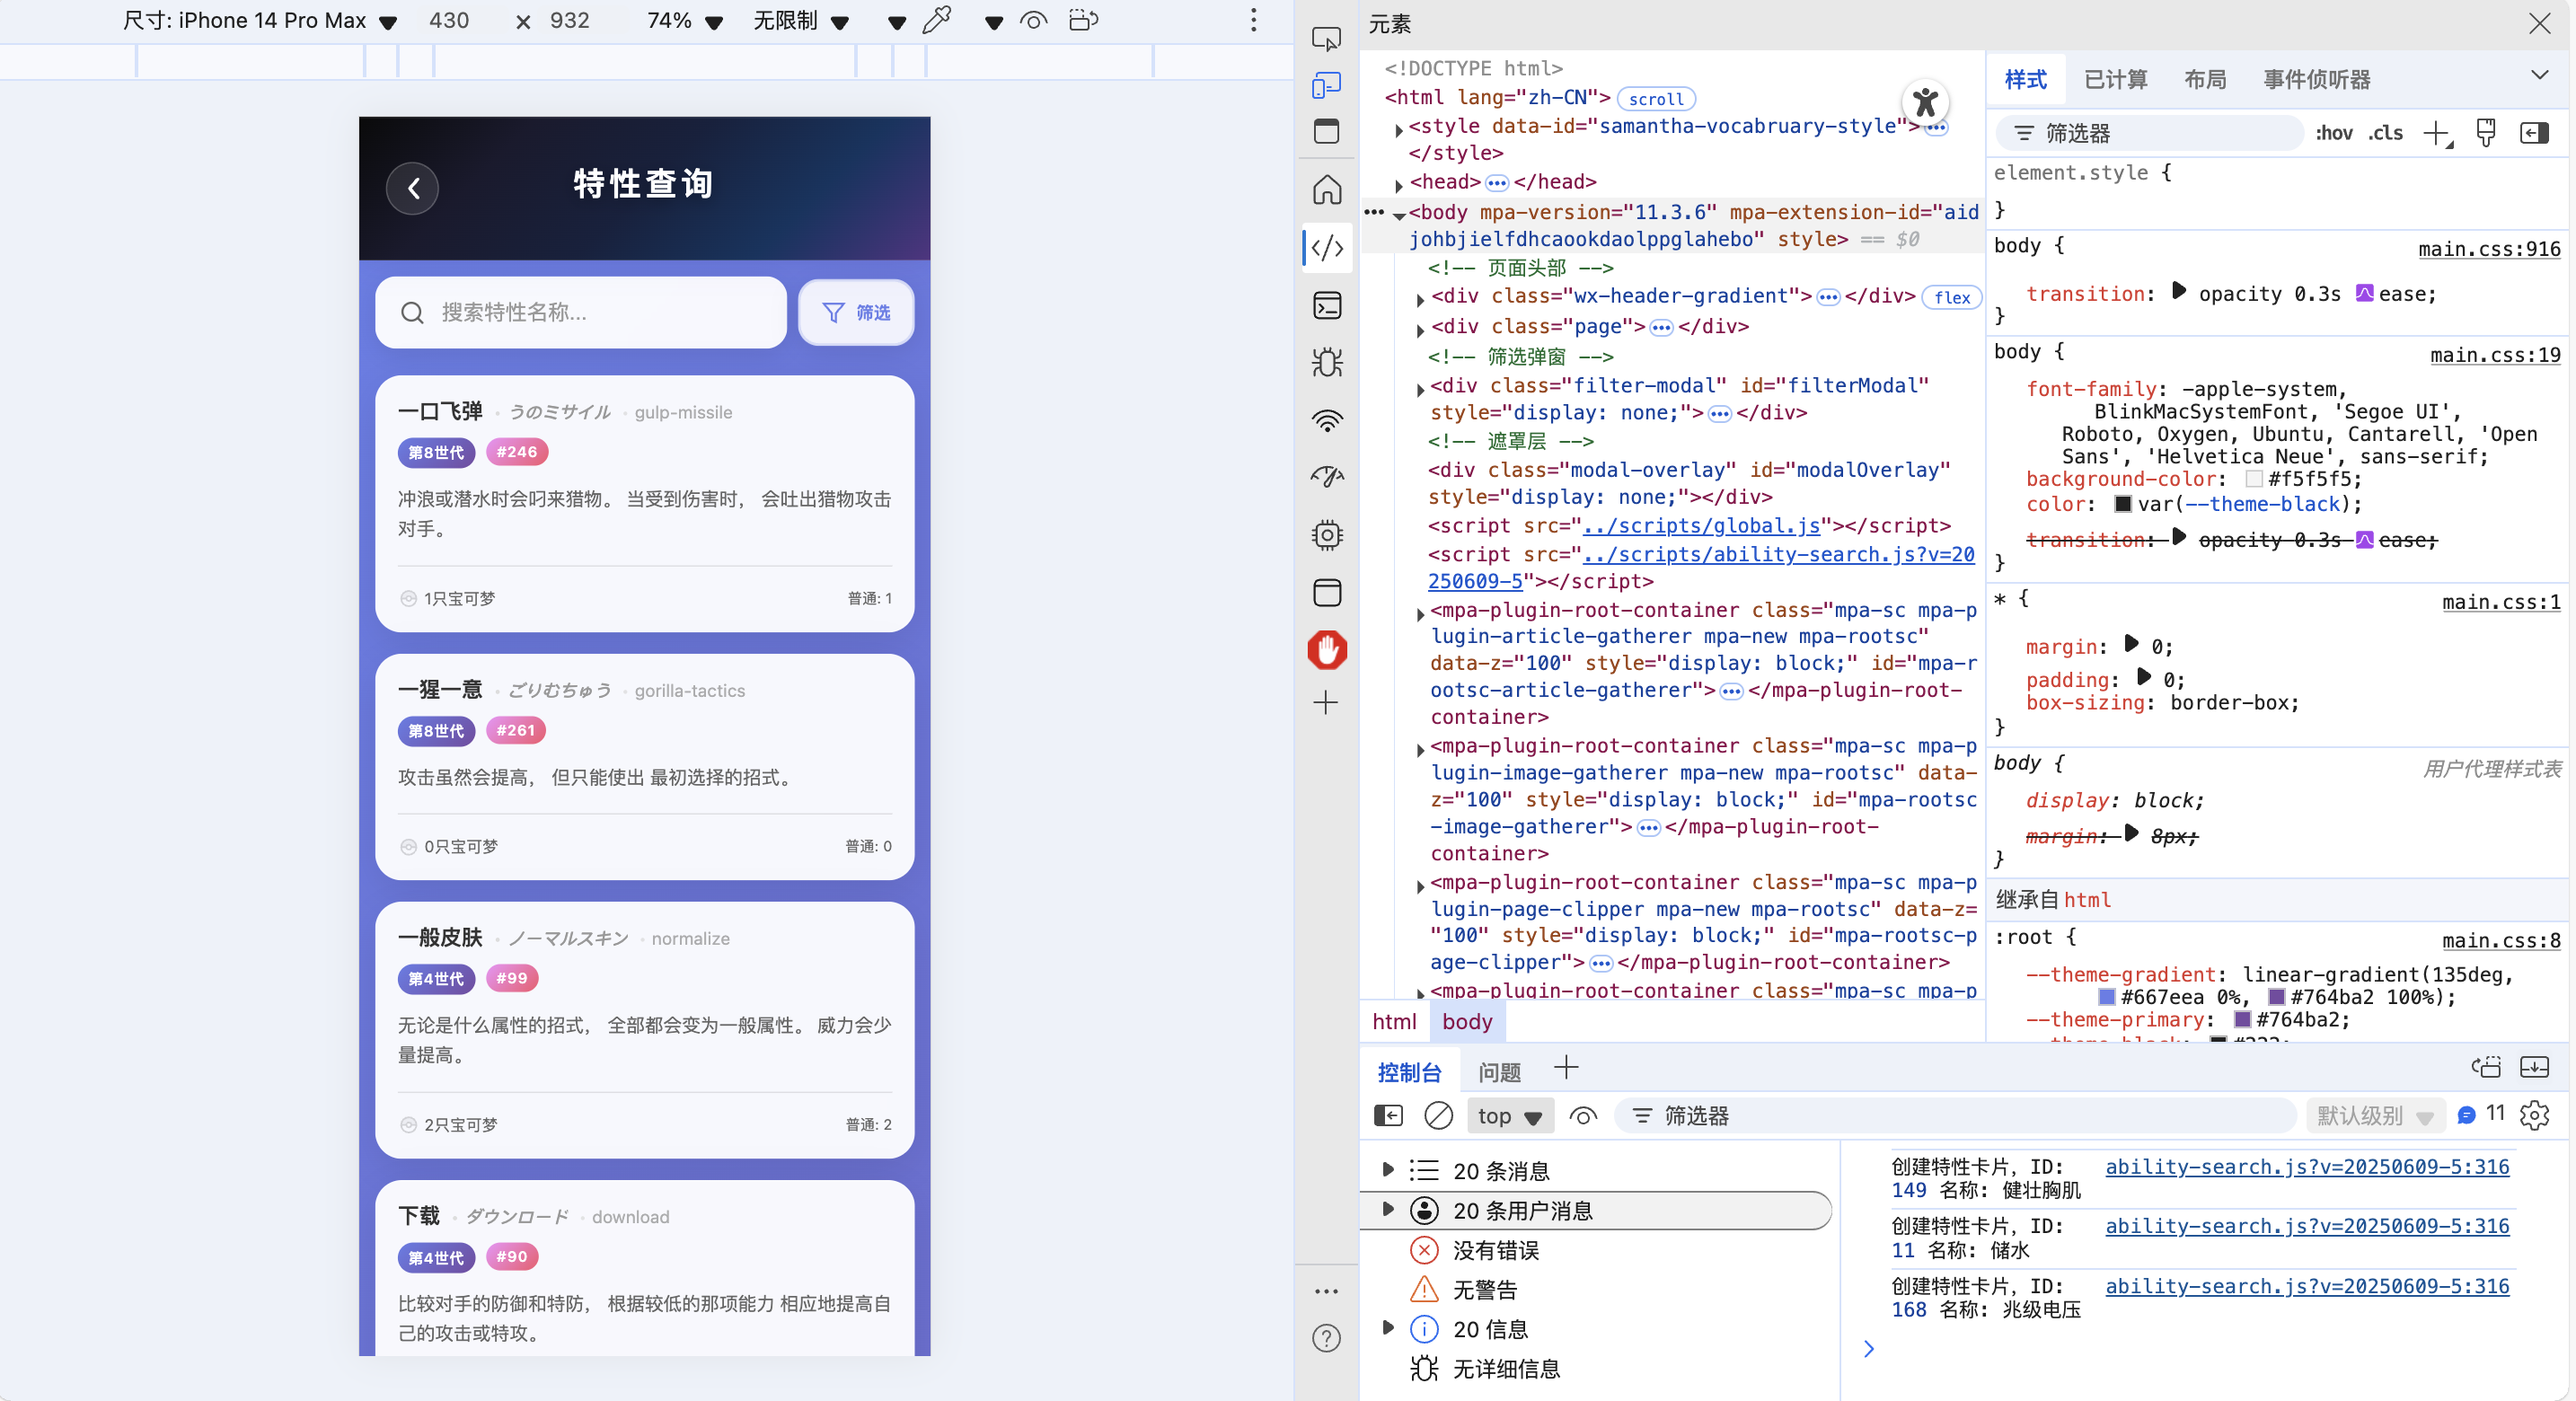 尺寸: iPhone 14 Pro Max 430 × 932 74% 无限制
特性查询
搜索特性名称...
筛选
一口飞弹 • うのミサイル • gulp-missile
第8世代 #246
冲浪或潜水时会叼来猎物。 当受到伤害时， 会吐出猎物攻击
对手。
1只宝可梦 普通: 1
一猩一意 • ごりむちゅう • gorilla-tactics
第8世代 #261
攻击虽然会提高， 但只能使出 最初选择的招式。
0只宝可梦 普通: 0
一般皮肤 • ノーマルスキン • normalize
第4世代 #99
无论是什么属性的招式， 全部都会变为一般属性。 威力会少
量提高。
2只宝可梦 普通: 2
下载 • ダウンロード • download
第4世代 #90
比较对手的防御和特防， 根据较低的那项能力 相应地提高自
己的攻击或特攻。
元素
<!DOCTYPE html>
<html lang="zh-CN"> scroll
<style data-id="samantha-vocabruary-style"> •••
</style>
<head> ••• </head>
••• <body mpa-version="11.3.6" mpa-extension-id="aid
johbjielfdhcaookdaolppglahebo" style> == $0
<!-- 页面头部 -->
<div class="wx-header-gradient"> ••• </div> flex
<div class="page"> ••• </div>
<!-- 筛选弹窗 -->
<div class="filter-modal" id="filterModal"
style="display: none;"> ••• </div>
<!-- 遮罩层 -->
<div class="modal-overlay" id="modalOverlay"
style="display: none;"></div>
<script src="../scripts/global.js"></script>
<script src="../scripts/ability-search.js?v=20
250609-5"></script>
<mpa-plugin-root-container class="mpa-sc mpa-p
lugin-article-gatherer mpa-new mpa-rootsc"
data-z="100" style="display: block;" id="mpa-r
ootsc-article-gatherer"> ••• </mpa-plugin-root-
container>
<mpa-plugin-root-container class="mpa-sc mpa-p
lugin-image-gatherer mpa-new mpa-rootsc" data-
z="100" style="display: block;" id="mpa-rootsc
-image-gatherer"> ••• </mpa-plugin-root-
container>
<mpa-plugin-root-container class="mpa-sc mpa-p
lugin-page-clipper mpa-new mpa-rootsc" data-z=
"100" style="display: block;" id="mpa-rootsc-p
age-clipper"> ••• </mpa-plugin-root-container>
<mpa-plugin-root-container class="mpa-sc mpa-p
html body
样式 已计算 布局 事件侦听器
筛选器 :hov .cls
element.style {
}
body { main.css:916
transition: opacity 0.3s ease;
}
body { main.css:19
font-family: -apple-system,
BlinkMacSystemFont, 'Segoe UI',
Roboto, Oxygen, Ubuntu, Cantarell, 'Open
Sans', 'Helvetica Neue', sans-serif;
background-color: #f5f5f5;
color: var(--theme-black);
transition: opacity 0.3s ease;
}
* { main.css:1
margin: 0;
padding: 0;
box-sizing: border-box;
}
body { 用户代理样式表
display: block;
margin: 8px;
}
继承自 html
:root { main.css:8
--theme-gradient: linear-gradient(135deg,
#667eea 0%, #764ba2 100%);
--theme-primary: #764ba2;
--theme-black: #222;
控制台 问题
top 筛选器 默认级别 11
20 条消息
20 条用户消息
没有错误
无警告
20 信息
无详细信息
创建特性卡片, ID: ability-search.js?v=20250609-5:316
149 名称: 健壮胸肌
创建特性卡片, ID: ability-search.js?v=20250609-5:316
11 名称: 储水
创建特性卡片, ID: ability-search.js?v=20250609-5:316
168 名称: 兆级电压